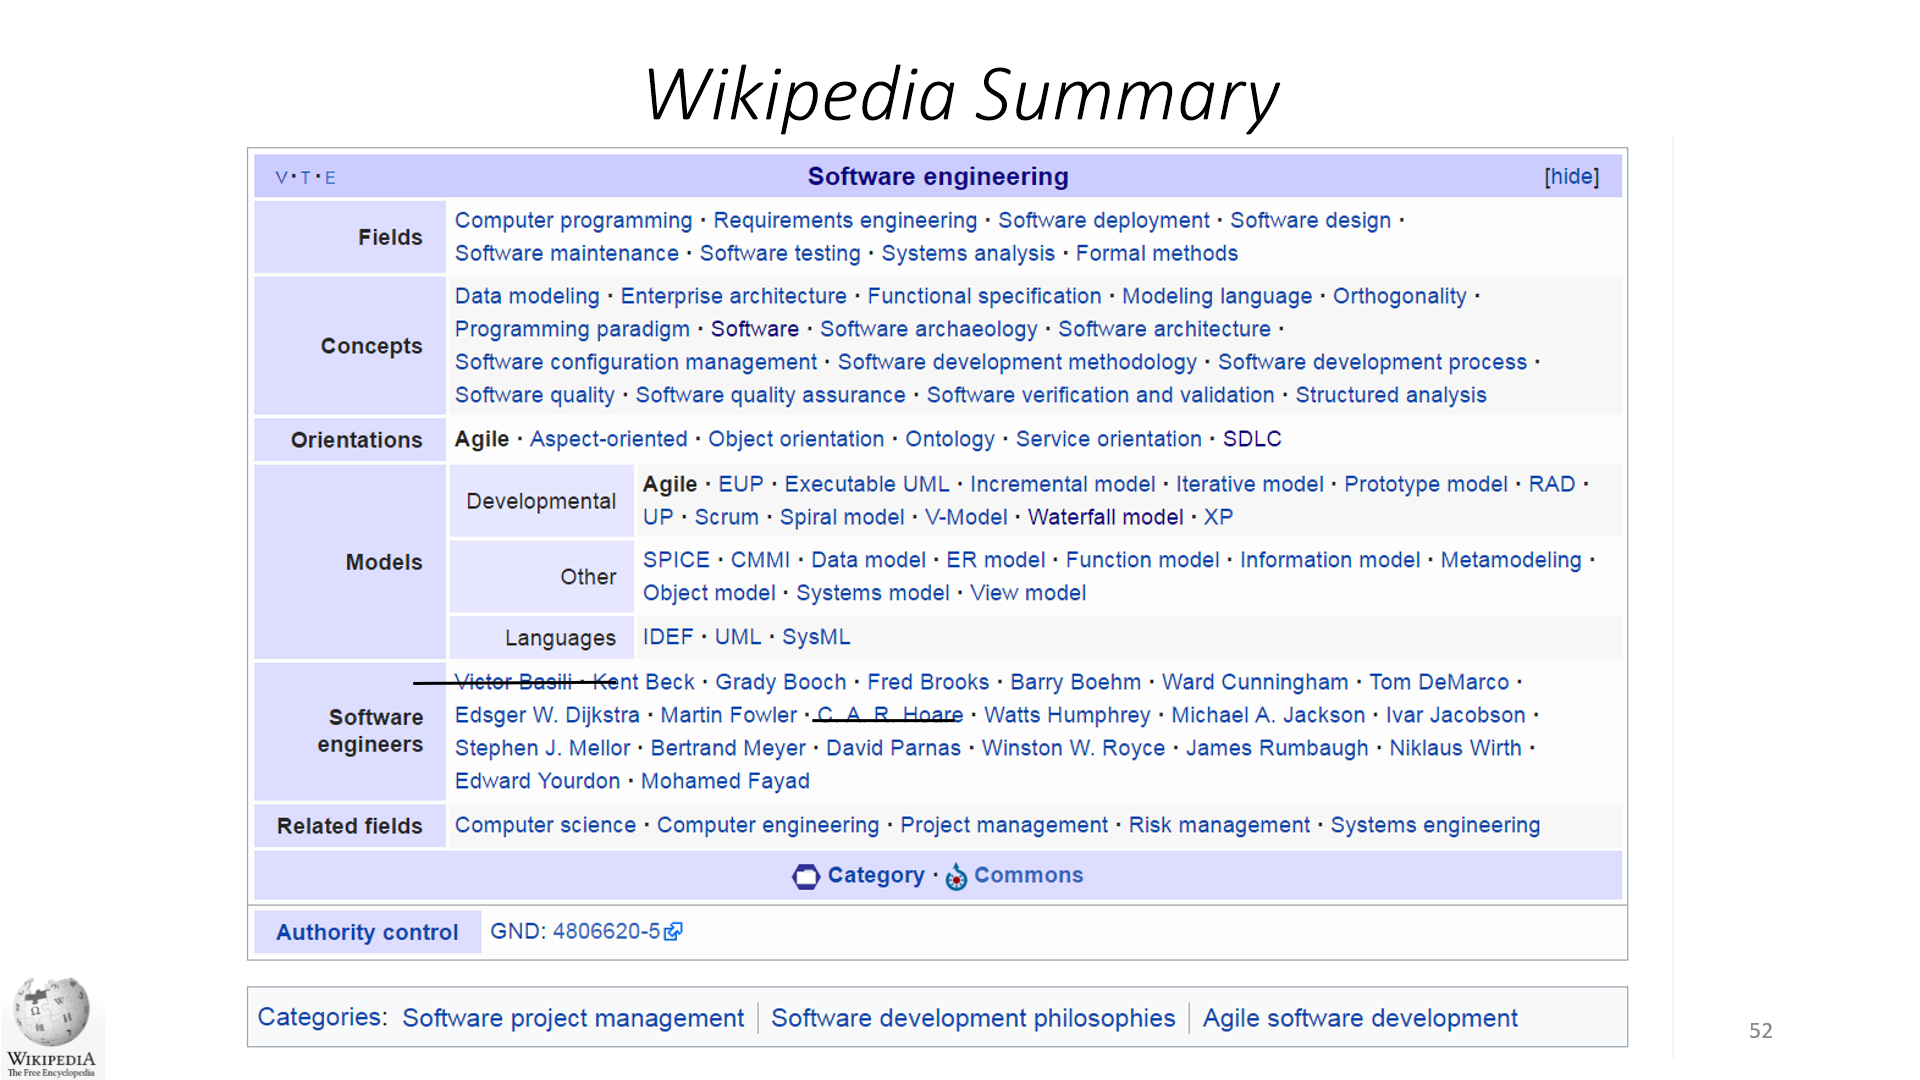 Wikipedia Summary
V · T · E
Software engineering
[hide]
Fields
Computer programming · Requirements engineering · Software deployment · Software design ·
Software maintenance · Software testing · Systems analysis · Formal methods
Concepts
Data modeling · Enterprise architecture · Functional specification · Modeling language · Orthogonality ·
Programming paradigm · Software · Software archaeology · Software architecture ·
Software configuration management · Software development methodology · Software development process ·
Software quality · Software quality assurance · Software verification and validation · Structured analysis
Orientations
Agile · Aspect-oriented · Object orientation · Ontology · Service orientation · SDLC
Models
Developmental
Agile · EUP · Executable UML · Incremental model · Iterative model · Prototype model · RAD ·
UP · Scrum · Spiral model · V-Model · Waterfall model · XP
Other
SPICE · CMMI · Data model · ER model · Function model · Information model · Metamodeling ·
Object model · Systems model · View model
Languages
IDEF · UML · SysML
Software
engineers
Victor Basili · Kent Beck · Grady Booch · Fred Brooks · Barry Boehm · Ward Cunningham · Tom DeMarco ·
Edsger W. Dijkstra · Martin Fowler · C. A. R. Hoare · Watts Humphrey · Michael A. Jackson · Ivar Jacobson ·
Stephen J. Mellor · Bertrand Meyer · David Parnas · Winston W. Royce · James Rumbaugh · Niklaus Wirth ·
Edward Yourdon · Mohamed Fayad
Related fields
Computer science · Computer engineering · Project management · Risk management · Systems engineering
Category · Commons
Authority control
GND: 4806620-5
Categories: Software project management | Software development philosophies | Agile software development
WIKIPEDIA
The Free Encyclopedia
52